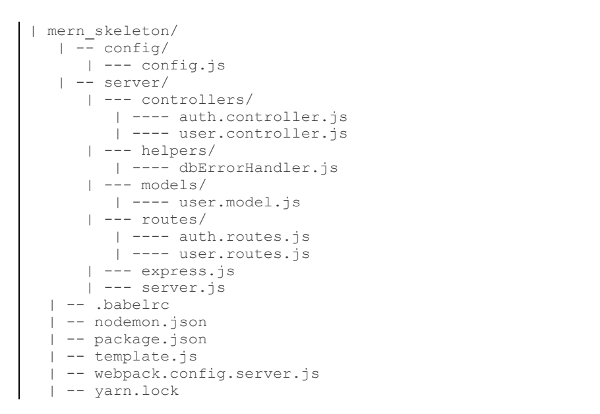 | mern_skeleton/
| -- config/
| --- config.js
| -- server/
| --- controllers/
| ---- auth.controller.js
| ---- user.controller.js
| --- helpers/
| ---- dbErrorHandler.js
| --- models/
| ---- user.model.js
| --- routes/
| ---- auth.routes.js
| ---- user.routes.js
| --- express.js
| --- server.js
| -- .babelrc
| -- nodemon.json
| -- package.json
| -- template.js
| -- webpack.config.server.js
| -- yarn.lock